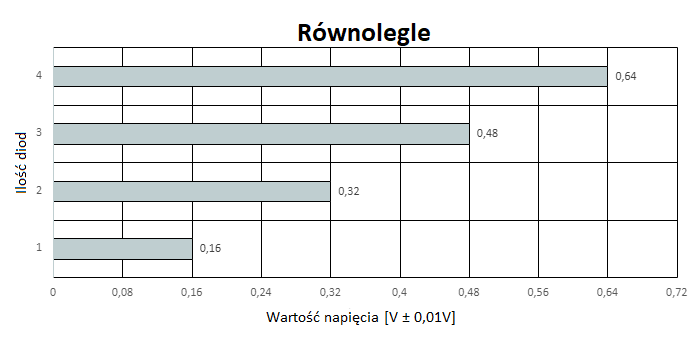 Równolegle
4
0,64
3
0,48
2
0,32
1
0,16
0 0,08 0,16 0,24 0,32 0,4 0,48 0,56 0,64 0,72
Wartość napięcia [V ± 0,01V]
Ilość diod